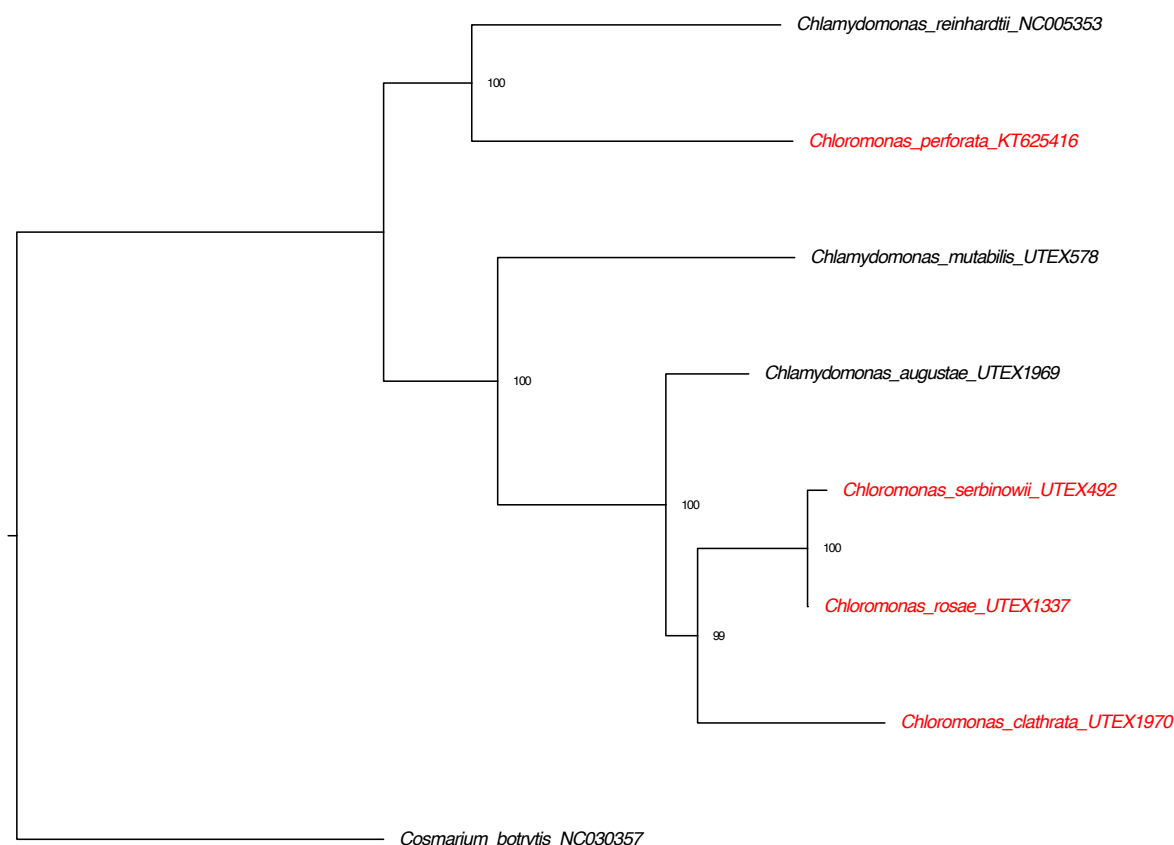 Chlamydomonas_reinhardtii_NC005353
100
Chloromonas_perforata_KT625416
Chlamydomonas_mutabilis_UTEX578
100
Chlamydomonas_augustae_UTEX1969
Chloromonas_serbinowii_UTEX492
100
100
Chloromonas_rosae_UTEX1337
99
Chloromonas_clathrata_UTEX1970
Cosmarium_botrytis_NC030357